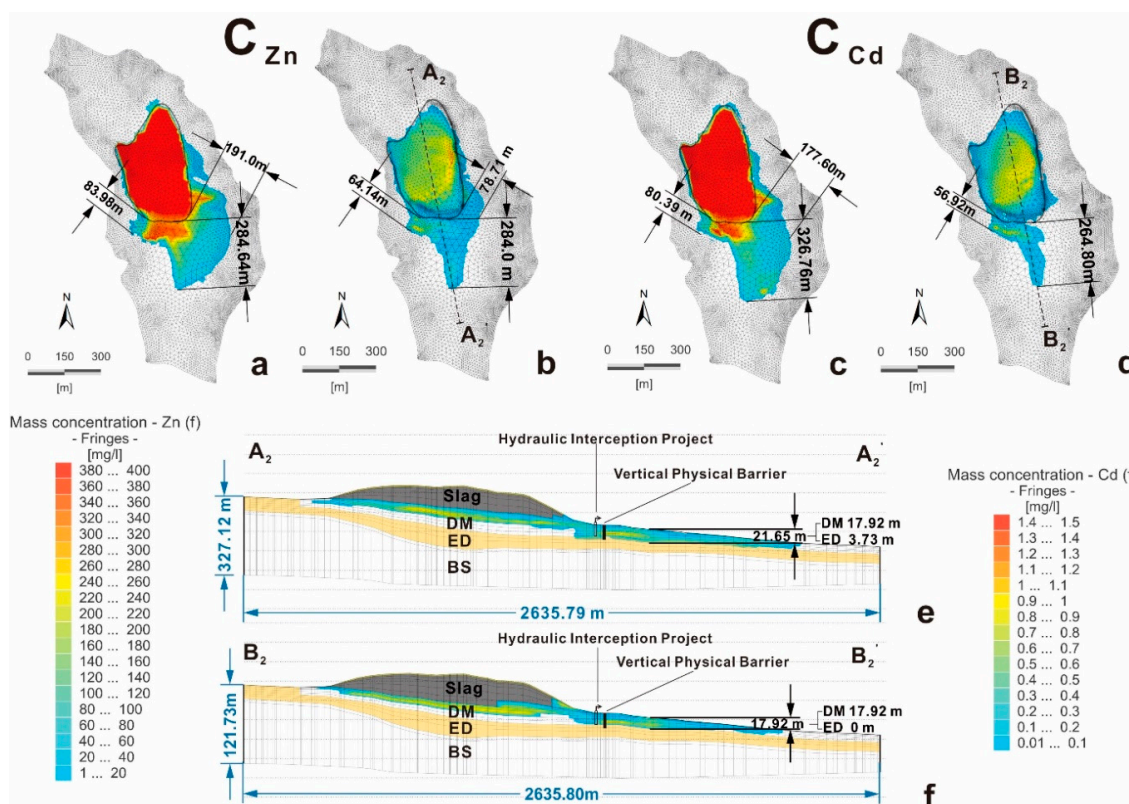 C Zn
C Cd
A2
B2
191.0m
83.98m
284.64m
64.14m
78.71 m
284.0 m
177.60m
80.39 m
326.76m
56.92m
264.80m
A2'
B2'
N
N
N
N
0 150 300
[m]
a
0 150 300
[m]
b
0 150 300
[m]
c
0 150 300
[m]
d
Mass concentration - Zn (f)
- Fringes -
[mg/l]
380 ... 400
360 ... 380
340 ... 360
320 ... 340
300 ... 320
280 ... 300
260 ... 280
240 ... 260
220 ... 240
200 ... 220
180 ... 200
160 ... 180
140 ... 160
120 ... 140
100 ... 120
80 ... 100
60 ... 80
40 ... 60
20 ... 40
1 ... 20
A2
A2'
Hydraulic Interception Project
Vertical Physical Barrier
Slag
DM
ED
BS
327.12 m
21.65 m
DM 17.92 m
ED 3.73 m
2635.79 m
e
B2
B2'
Hydraulic Interception Project
Vertical Physical Barrier
Slag
DM
ED
BS
121.73m
17.92 m
DM 17.92 m
ED 0 m
2635.80m
f
Mass concentration - Cd (
- Fringes -
[mg/l]
1.4 ... 1.5
1.3 ... 1.4
1.2 ... 1.3
1.1 ... 1.2
1 ... 1.1
0.9 ... 1
0.8 ... 0.9
0.7 ... 0.8
0.6 ... 0.7
0.5 ... 0.6
0.4 ... 0.5
0.3 ... 0.4
0.2 ... 0.3
0.1 ... 0.2
0.01 ... 0.1